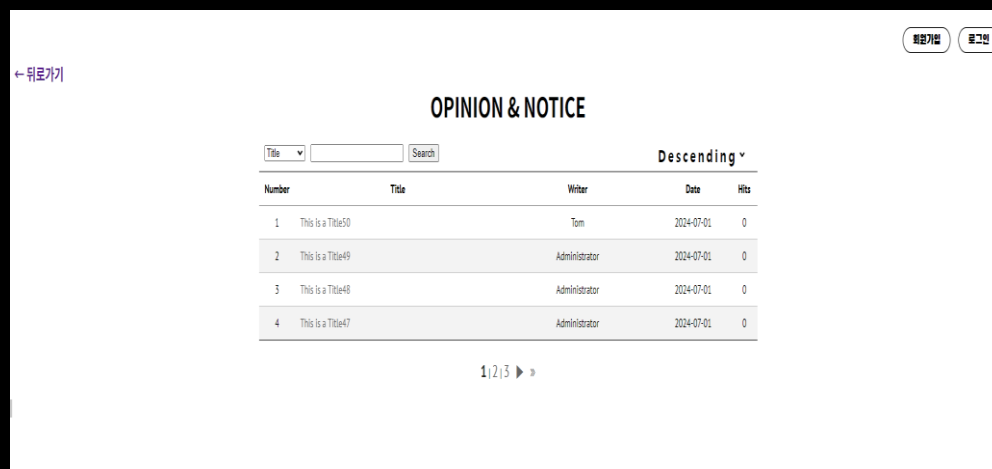 회원가입 로그인
← 뒤로가기
OPINION & NOTICE
Title Search Descending
Number Title Writer Date Hits
1 This is a Title50 Tom 2024-07-01 0
2 This is a Title49 Administrator 2024-07-01 0
3 This is a Title48 Administrator 2024-07-01 0
4 This is a Title47 Administrator 2024-07-01 0
1|2|3 ▶ »